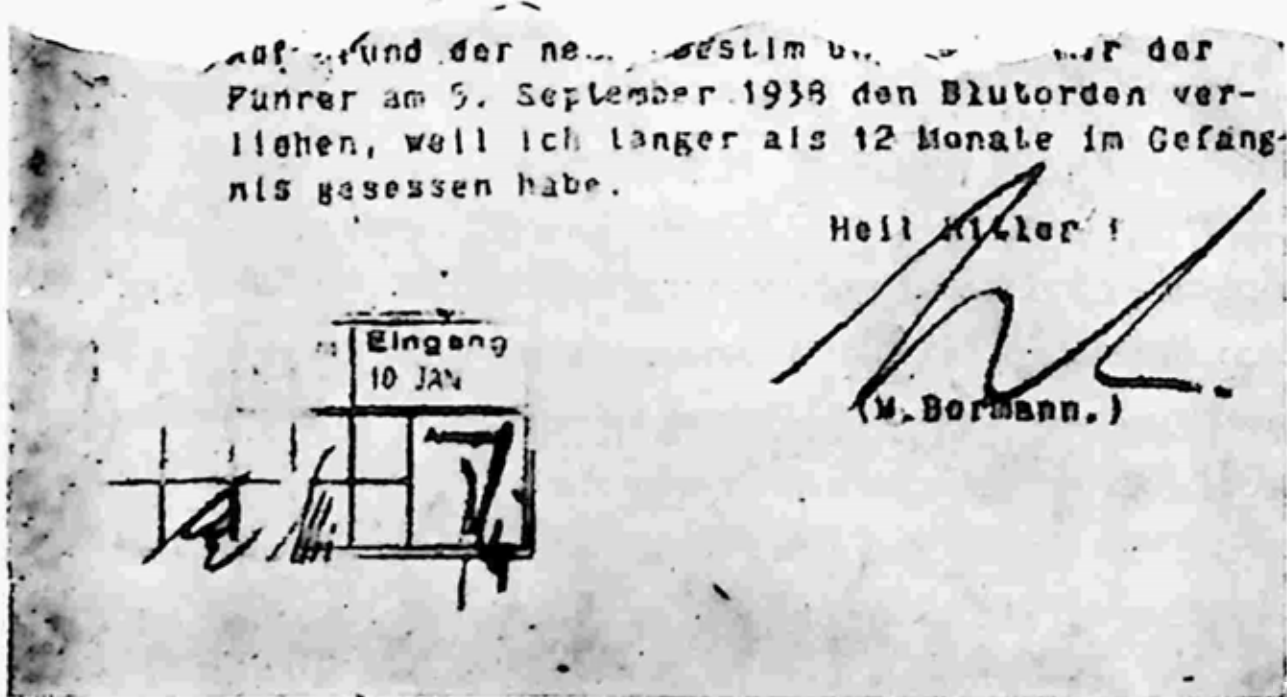 der
Führer am 5. September 1938 den Blutorden ver-
liehen, weil ich länger als 12 Monate im Gefäng-
nis gesessen habe.
Heil Hitler !
(M. Bormann.)
Eingang
10 JAN